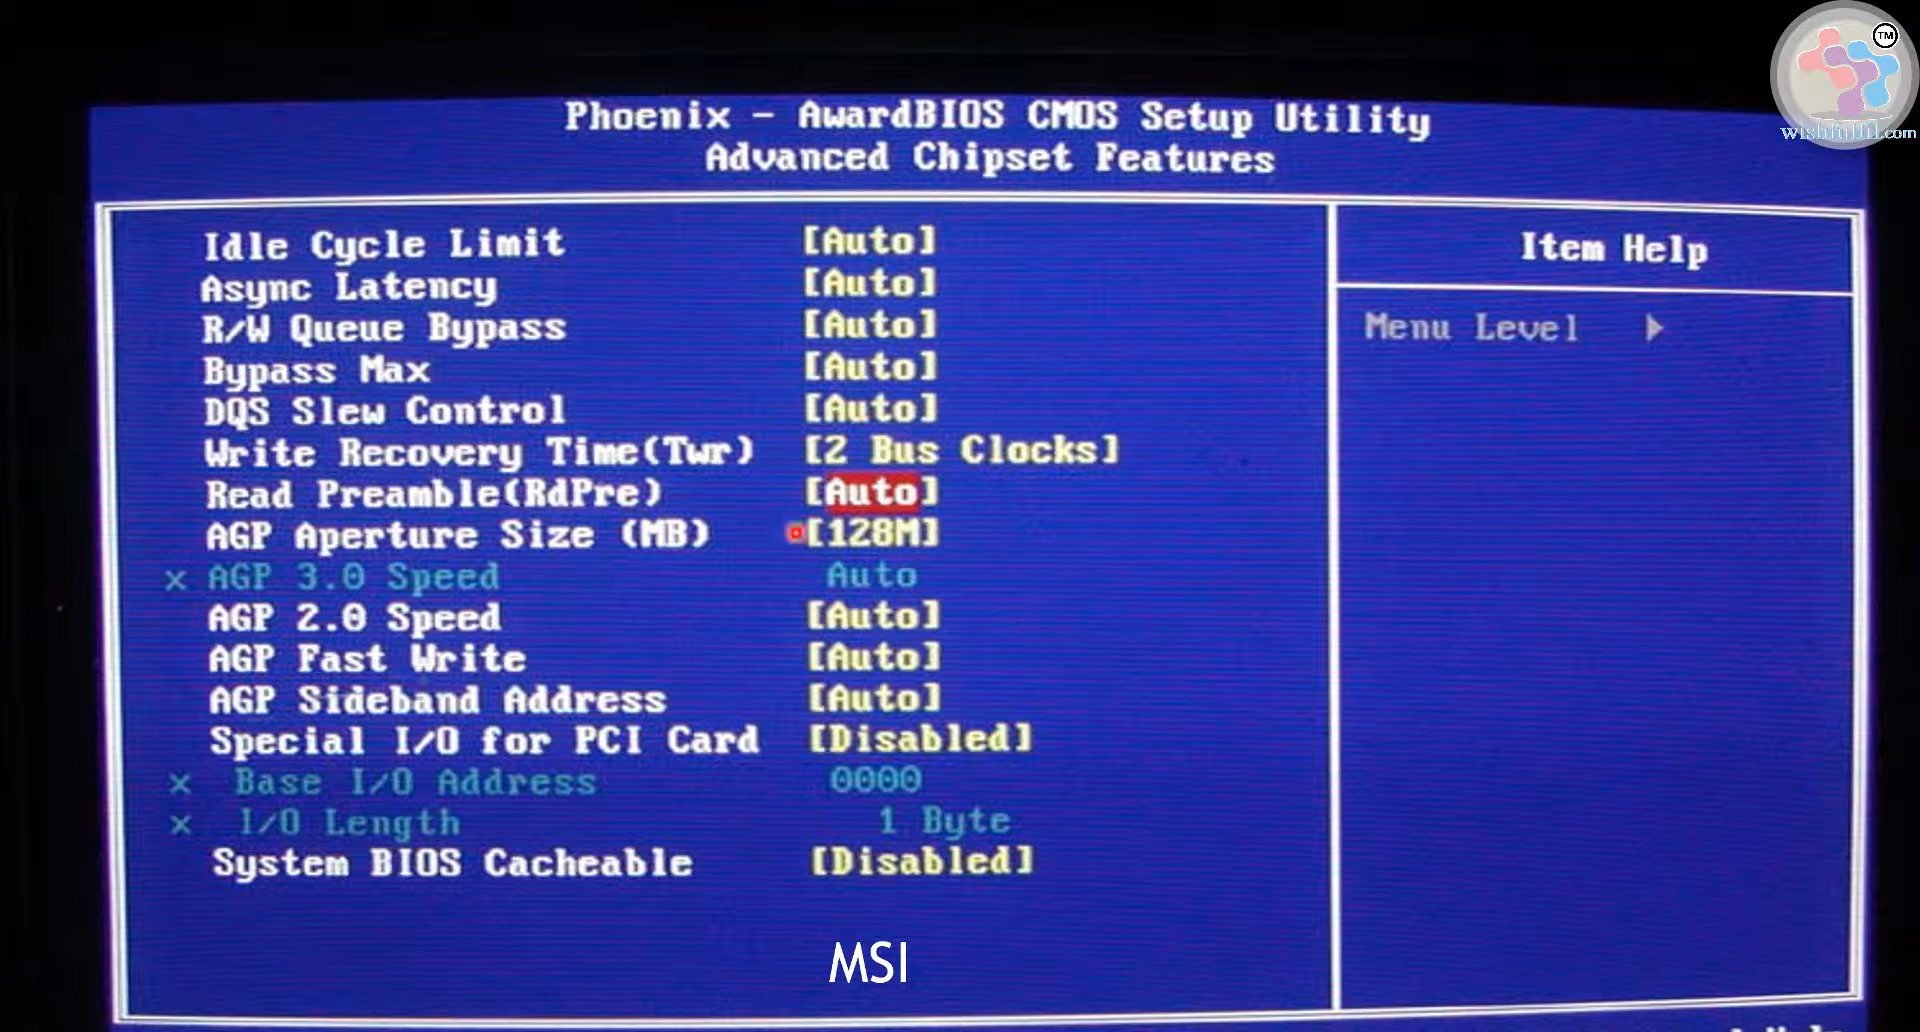 TM
wishfulfil.com
Phoenix - AwardBIOS CMOS Setup Utility
Advanced Chipset Features
Idle Cycle Limit [Auto]
Async Latency [Auto]
R/W Queue Bypass [Auto]
Bypass Max [Auto]
DQS Slew Control [Auto]
Write Recovery Time(Twr) [2 Bus Clocks]
Read Preamble(RdPre) [Auto]
AGP Aperture Size (MB) [128M]
x AGP 3.0 Speed Auto
AGP 2.0 Speed [Auto]
AGP Fast Write [Auto]
AGP Sideband Address [Auto]
Special I/O for PCI Card [Disabled]
x Base I/O Address 0000
x I/O Length 1 Byte
System BIOS Cacheable [Disabled]
Item Help
Menu Level ▶
MSI